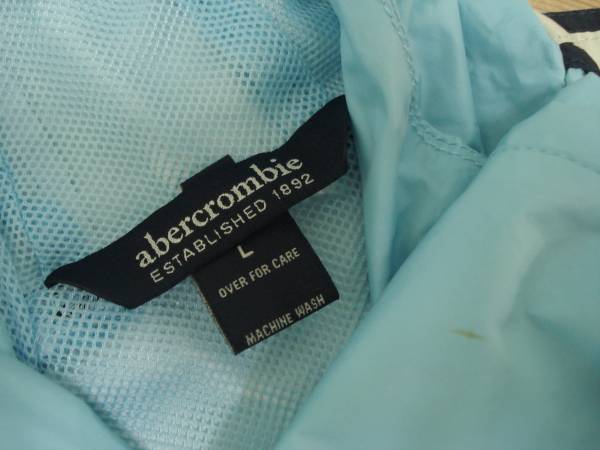 abercrombie
ESTABLISHED 1892
L
OVER FOR CARE
MACHINE WASH